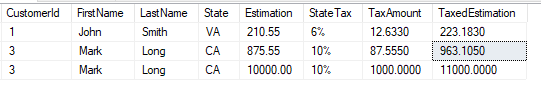 CustomerId FirstName LastName State Estimation StateTax TaxAmount TaxedEstimation
1 John Smith VA 210.55 6% 12.6330 223.1830
3 Mark Long CA 875.55 10% 87.5550 963.1050
3 Mark Long CA 10000.00 10% 1000.0000 11000.0000